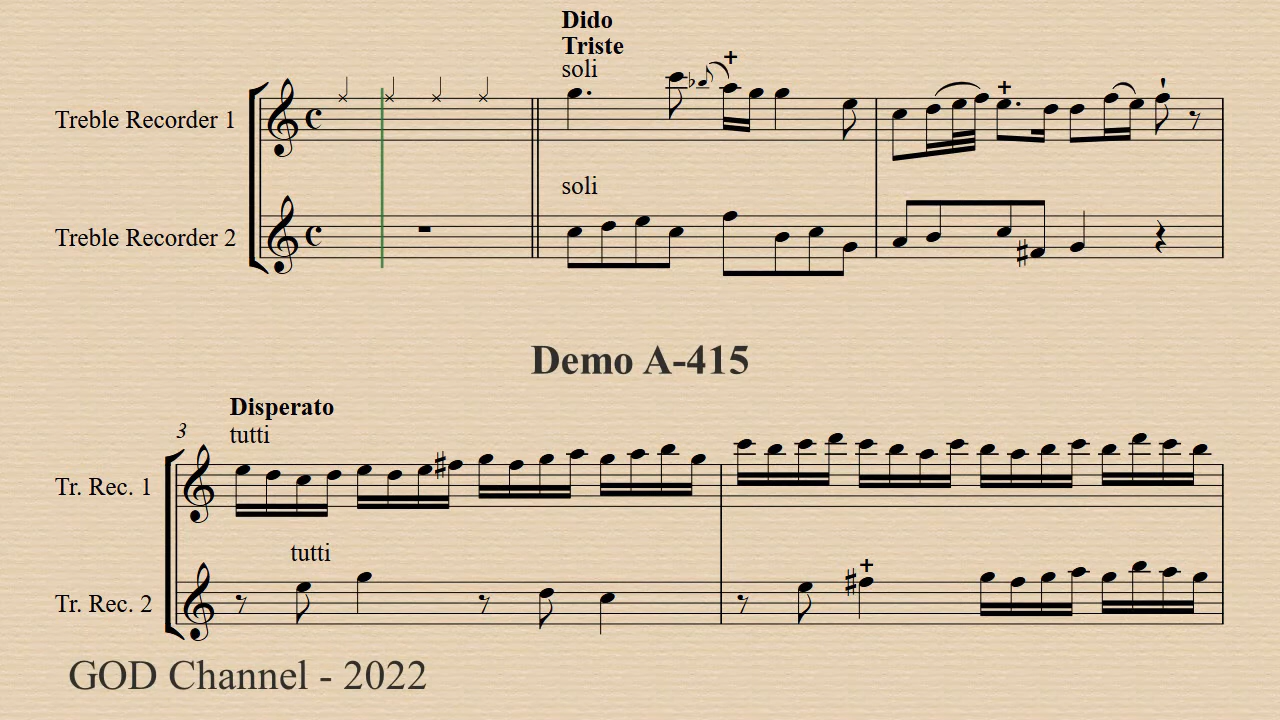 Dido
Triste
soli
Treble Recorder 1
soli
Treble Recorder 2
Demo A-415
Disperato
3
tutti
Tr. Rec. 1
tutti
Tr. Rec. 2
GOD Channel - 2022